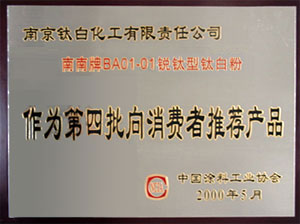 南京钛白化工有限责任公司
南南牌BA01-01锐钛型钛白粉
作为第四批向消费者推荐产品
中国涂料工业协会
2000年5月